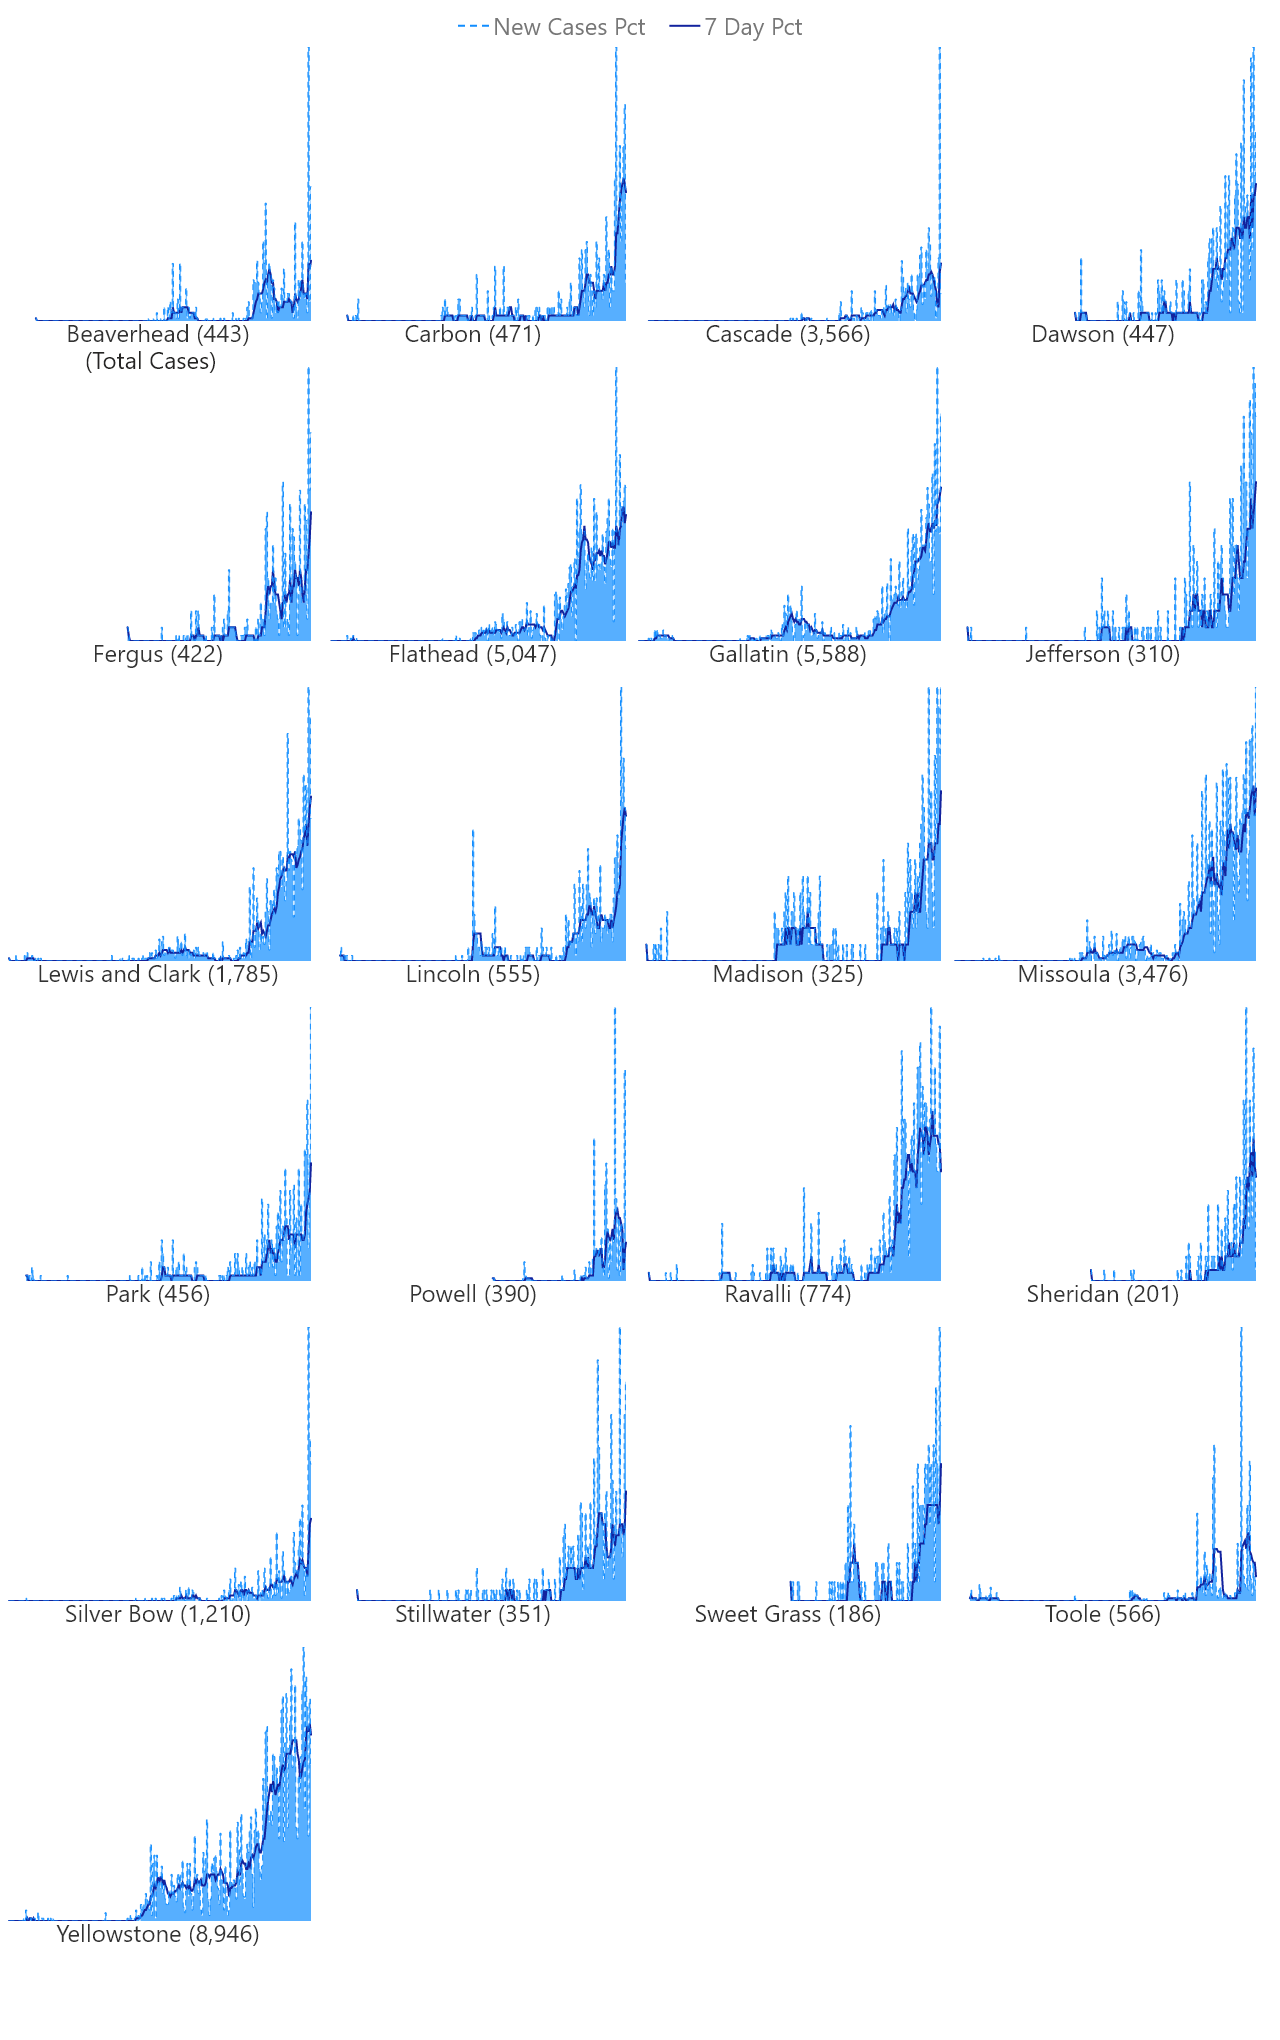 New Cases Pct 7 Day Pct
Beaverhead (443)
(Total Cases)
Carbon (471)
Cascade (3,566)
Dawson (447)
Fergus (422)
Flathead (5,047)
Gallatin (5,588)
Jefferson (310)
Lewis and Clark (1,785)
Lincoln (555)
Madison (325)
Missoula (3,476)
Park (456)
Powell (390)
Ravalli (774)
Sheridan (201)
Silver Bow (1,210)
Stillwater (351)
Sweet Grass (186)
Toole (566)
Yellowstone (8,946)